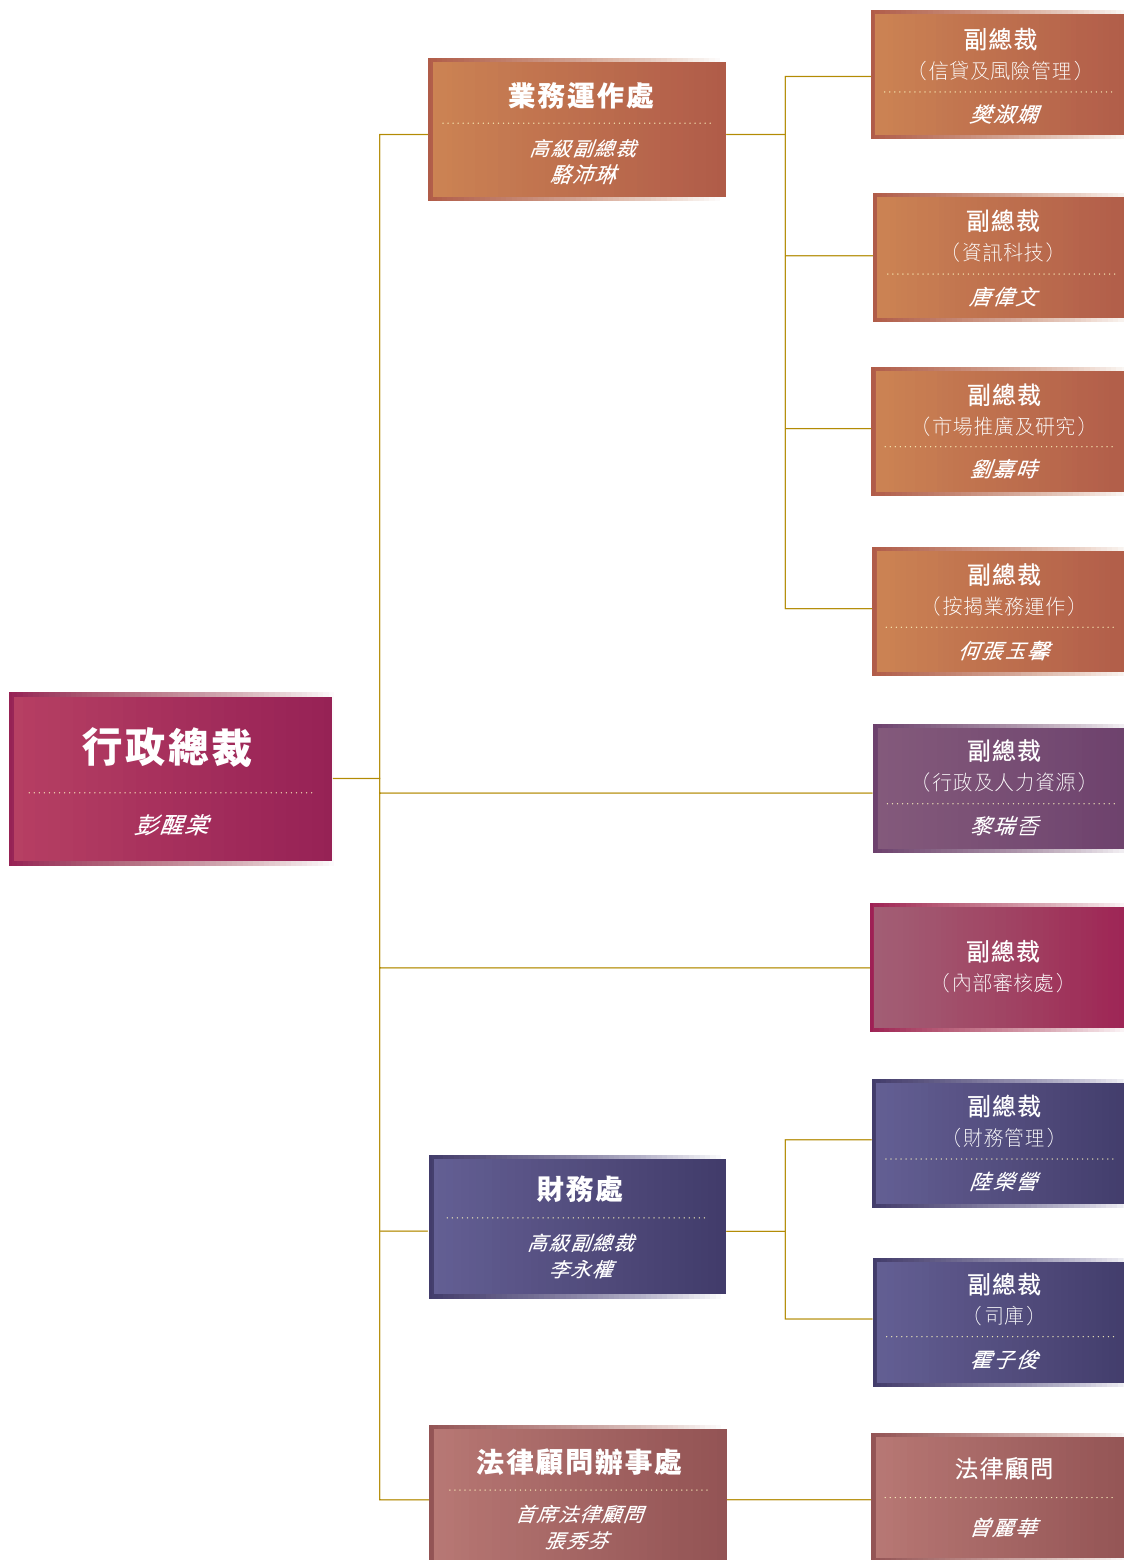 行政總裁
彭醒棠
業務運作處
高級副總裁
駱沛琳
副總裁
（信貸及風險管理）
樊淑嫻
副總裁
（資訊科技）
唐偉文
副總裁
（市場推廣及研究）
劉嘉時
副總裁
（按揭業務運作）
何張玉馨
副總裁
（行政及人力資源）
黎瑞香
副總裁
（內部審核處）
財務處
高級副總裁
李永權
副總裁
（財務管理）
陸榮瑩
副總裁
（司庫）
霍子俊
法律顧問辦事處
首席法律顧問
張秀芬
法律顧問
曾麗華